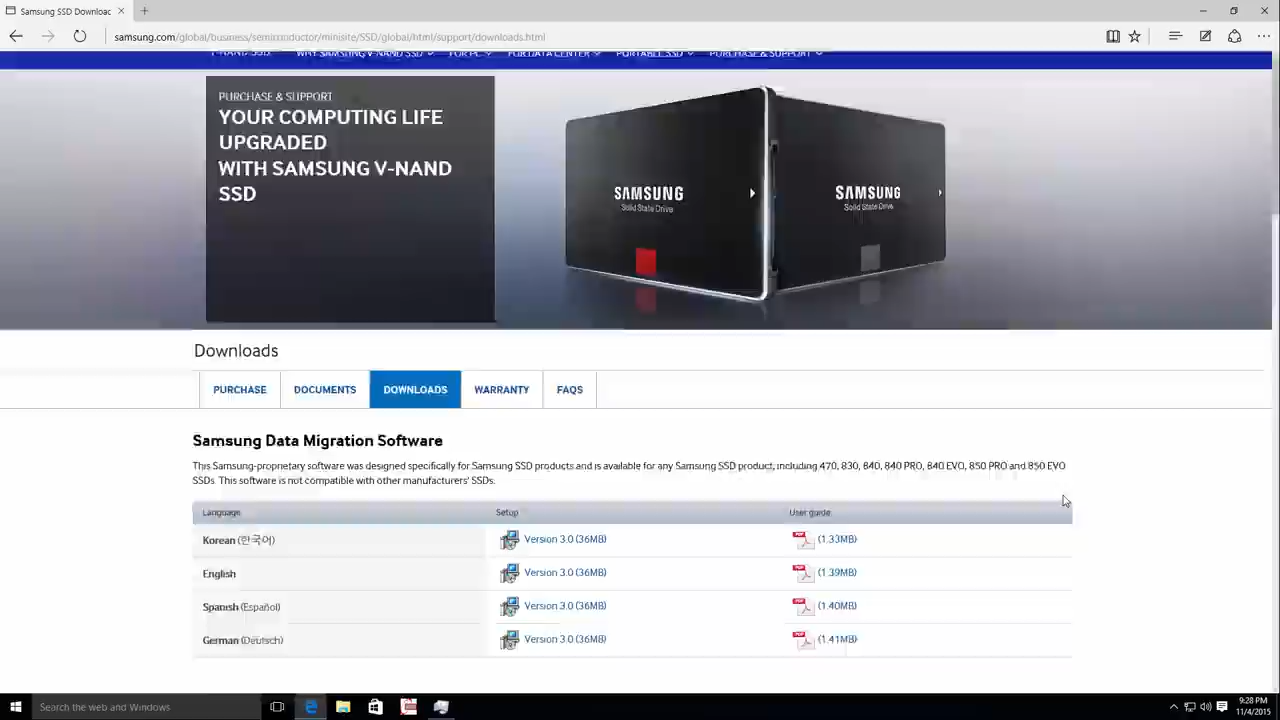 Samsung SSD Downloac
samsung.com/global/business/semiconductor/minisite/SSD/global/html/support/downloads.html
V-NAND SSD WHY SAMSUNG V-NAND SSD FOR PC FOR DATA CENTER PORTABLE SSD PURCHASE & SUPPORT
PURCHASE & SUPPORT
YOUR COMPUTING LIFE
UPGRADED
WITH SAMSUNG V-NAND
SSD
SAMSUNG
Solid State Drive
SAMSUNG
Solid State Drive
Downloads
PURCHASE DOCUMENTS DOWNLOADS WARRANTY FAQS
Samsung Data Migration Software
This Samsung-proprietary software was designed specifically for Samsung SSD products and is available for any Samsung SSD product, including 470, 830, 840, 840 PRO, 840 EVO, 850 PRO and 850 EVO
SSDs. This software is not compatible with other manufacturers' SSDs.
Language Setup User guide
Korean (한국어) Version 3.0 (36MB) PDF (1.33MB)
English Version 3.0 (36MB) PDF (1.39MB)
Spanish (Español) Version 3.0 (36MB) PDF (1.40MB)
German (Deutsch) Version 3.0 (36MB) PDF (1.41MB)
Search the web and Windows
9:28 PM
11/4/2015